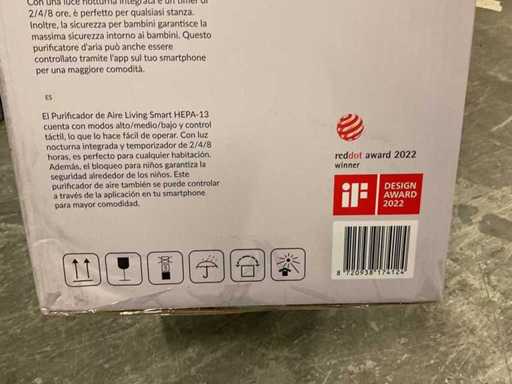 Con una luce notturna integrata e un timer di
2/4/8 ore, è perfetto per qualsiasi stanza.
Inoltre, la sicurezza per bambini garantisce la
massima sicurezza intorno ai bambini. Questo
purificatore d'aria può anche essere
controllato tramite l'app sul tuo smartphone
per una maggiore comodità.
ES
El Purificador de Aire Living Smart HEPA-13
cuenta con modos alto/medio/bajo y control
táctil, lo que lo hace fácil de operar. Con luz
nocturna integrada y temporizador de 2/4/8
horas, es perfecto para cualquier habitación.
Además, el bloqueo para niños garantiza la
seguridad alrededor de los niños. Este
purificador de aire también se puede controlar
a través de la aplicación en tu smartphone
para mayor comodidad.
reddot award 2022
winner
iF
DESIGN
AWARD
2022
8 720938 174124